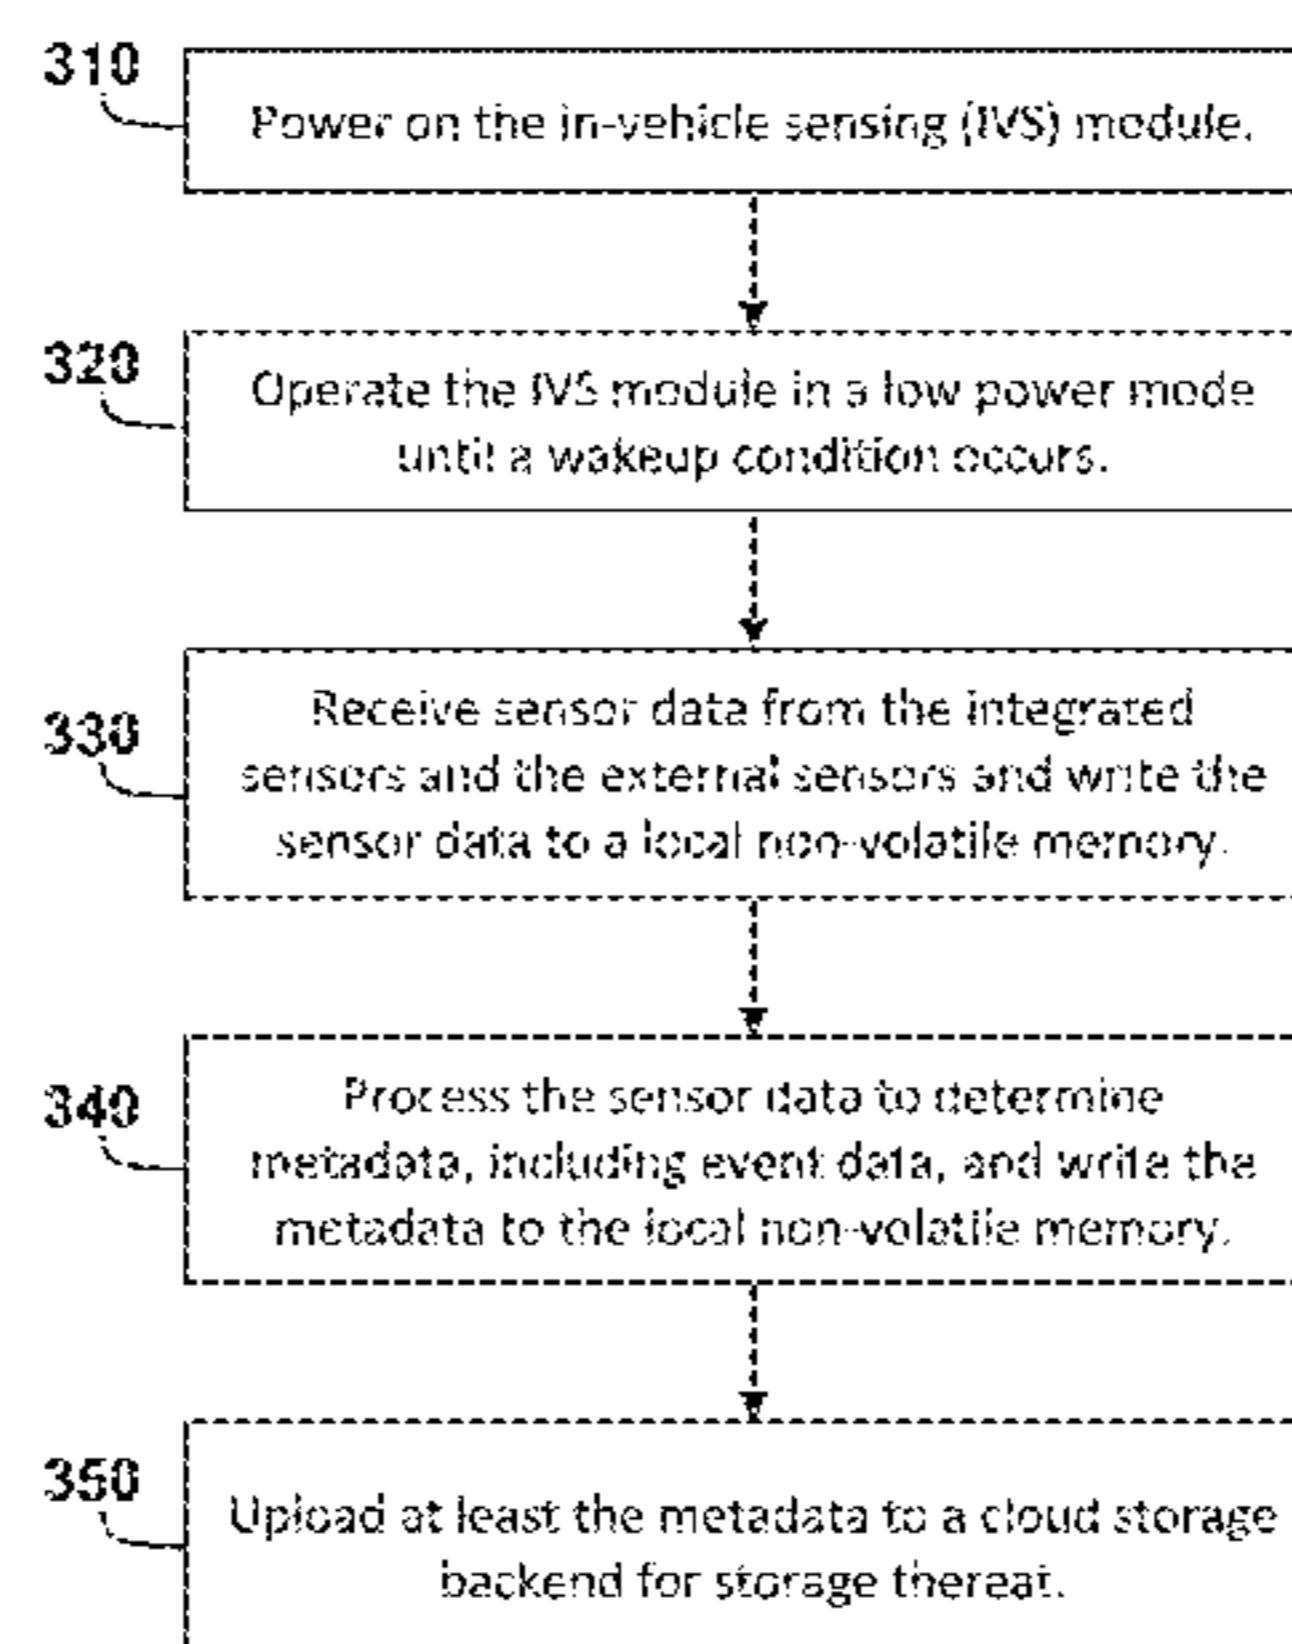 310
Power on the in-vehicle sensing (IVS) module.
320
Operate the IVS module in a low power mode
until a wakeup condition occurs.
330
Receive sensor data from the integrated
sensors and the external sensors and write the
sensor data to a local non-volatile memory.
340
Process the sensor data to determine
metadata, including event data, and write the
metadata to the local non-volatile memory.
350
Upload at least the metadata to a cloud storage
backend for storage thereat.